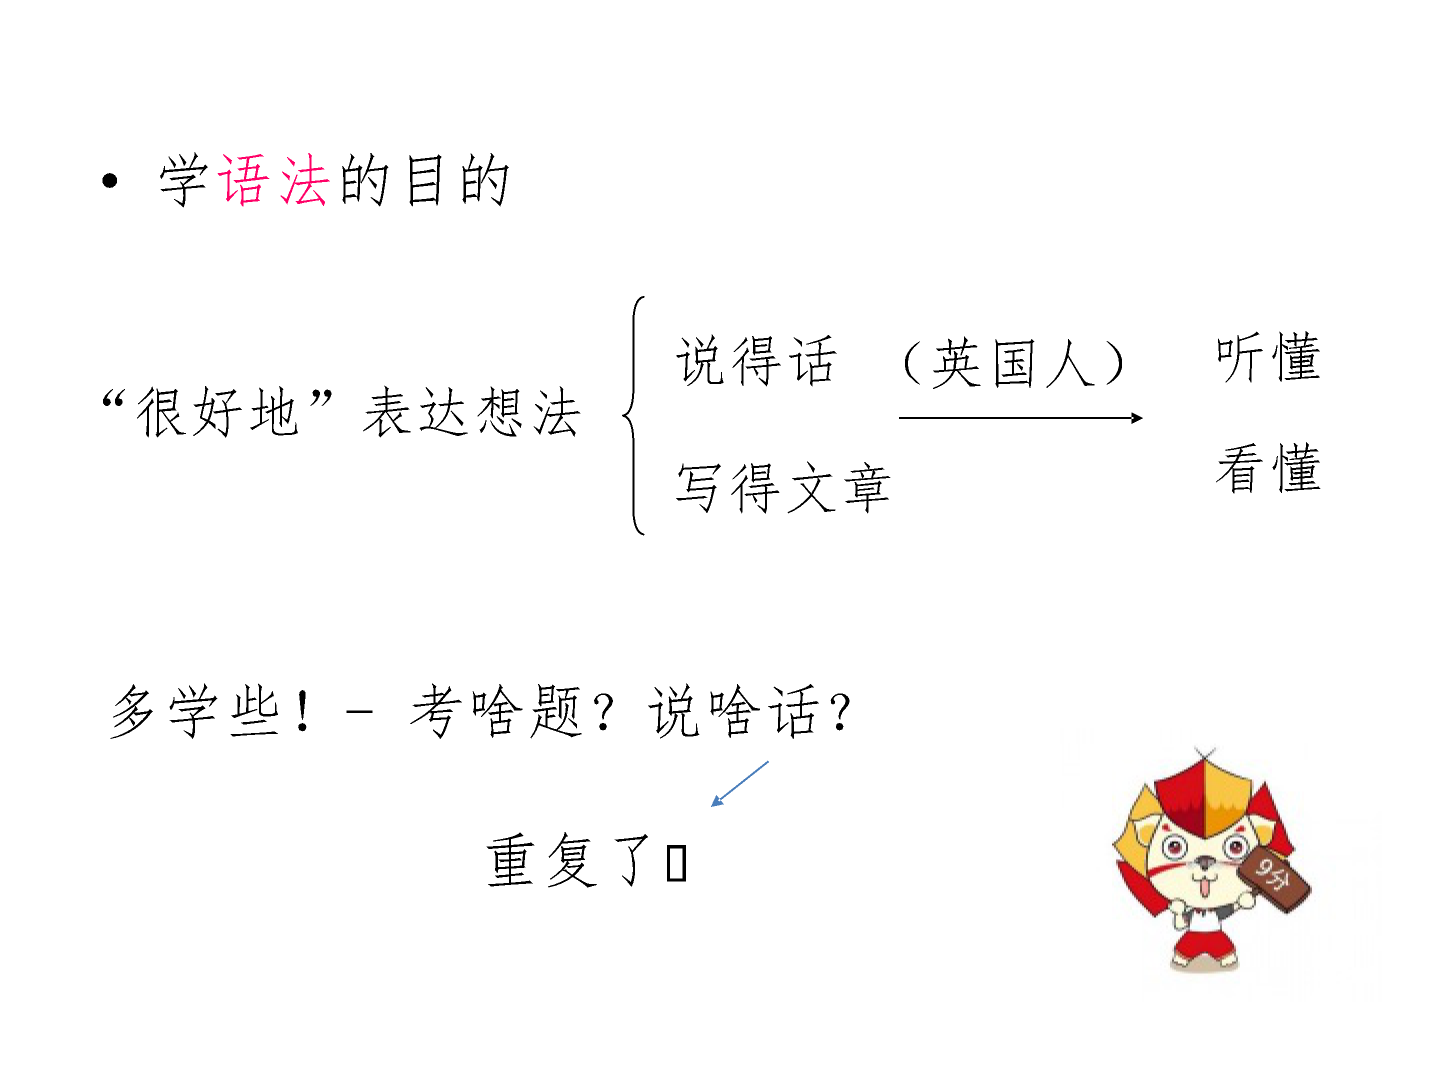 • 学语法的目的
说得话 （英国人） 听懂
“很好地”表达想法
写得文章 看懂
多学些！- 考啥题？说啥话？
重复了
9分